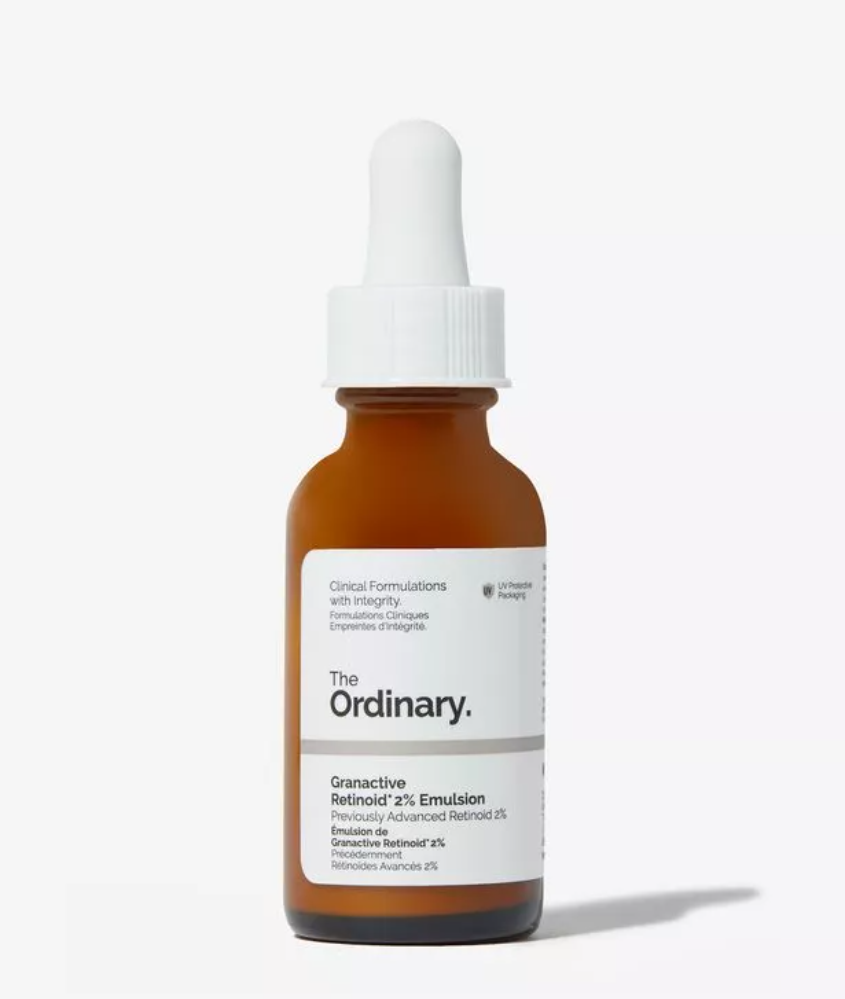 Clinical Formulations
with Integrity.
Formulations Cliniques
Empreintes d'Intégrité.
UV
UV Protective
Packaging
The
Ordinary.
Granactive
Retinoid* 2% Emulsion
Previously Advanced Retinoid 2%
Émulsion de
Granactive Retinoid* 2%
Précédemment
Rétinoïdes Avancés 2%